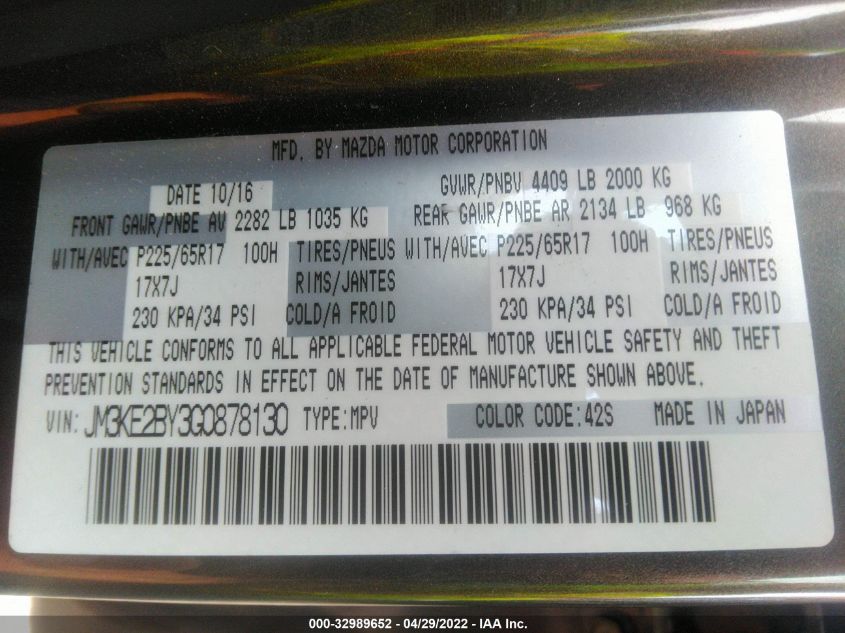 MFD. BY MAZDA MOTOR CORPORATION
DATE 10/16 GVWR/PNBV 4409 LB 2000 KG
FRONT GAWR/PNBE AV 2282 LB 1035 KG REAR GAWR/PNBE AR 2134 LB 968 KG
WITH/AVEC P225/65R17 100H TIRES/PNEUS WITH/AVEC P225/65R17 100H TIRES/PNEUS
17X7J RIMS/JANTES 17X7J RIMS/JANTES
230 KPA/34 PSI COLD/A FROID 230 KPA/34 PSI COLD/A FROID
THIS VEHICLE CONFORMS TO ALL APPLICABLE FEDERAL MOTOR VEHICLE SAFETY AND THEFT
PREVENTION STANDARDS IN EFFECT ON THE DATE OF MANUFACTURE SHOWN ABOVE.
VIN: JM3KE2BY3G0878130 TYPE:MPV COLOR CODE:42S MADE IN JAPAN
000-32989652 - 04/29/2022 - IAA Inc.